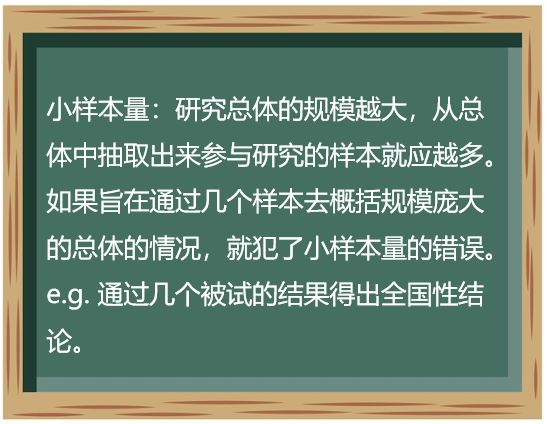 小样本量：研究总体的规模越大，从总
体中抽取出来参与研究的样本就应越多。
如果旨在通过几个样本去概括规模庞大
的总体的情况，就犯了小样本量的错误。
e.g. 通过几个被试的结果得出全国性结
论。